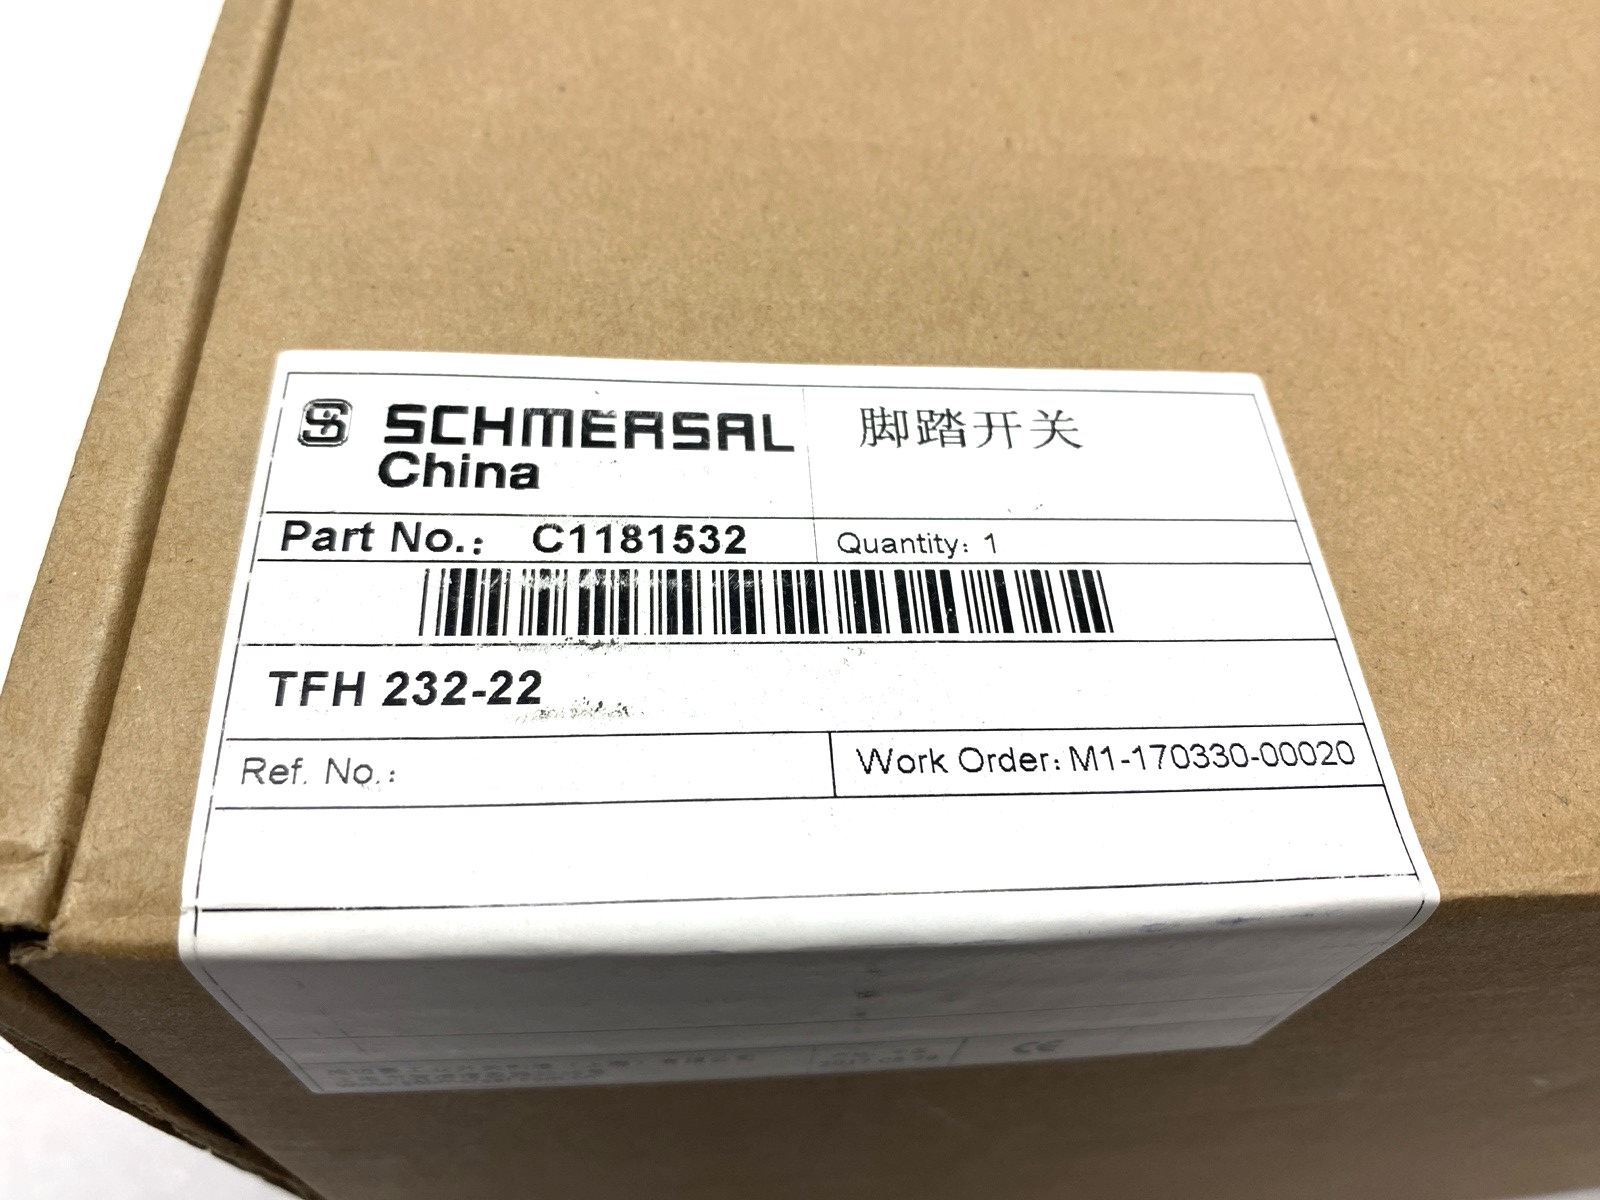 SCHMERSAL
China
脚踏开关
Part No.: C1181532
Quantity: 1
TFH 232-22
Ref. No.:
Work Order: M1-170330-00020
CE